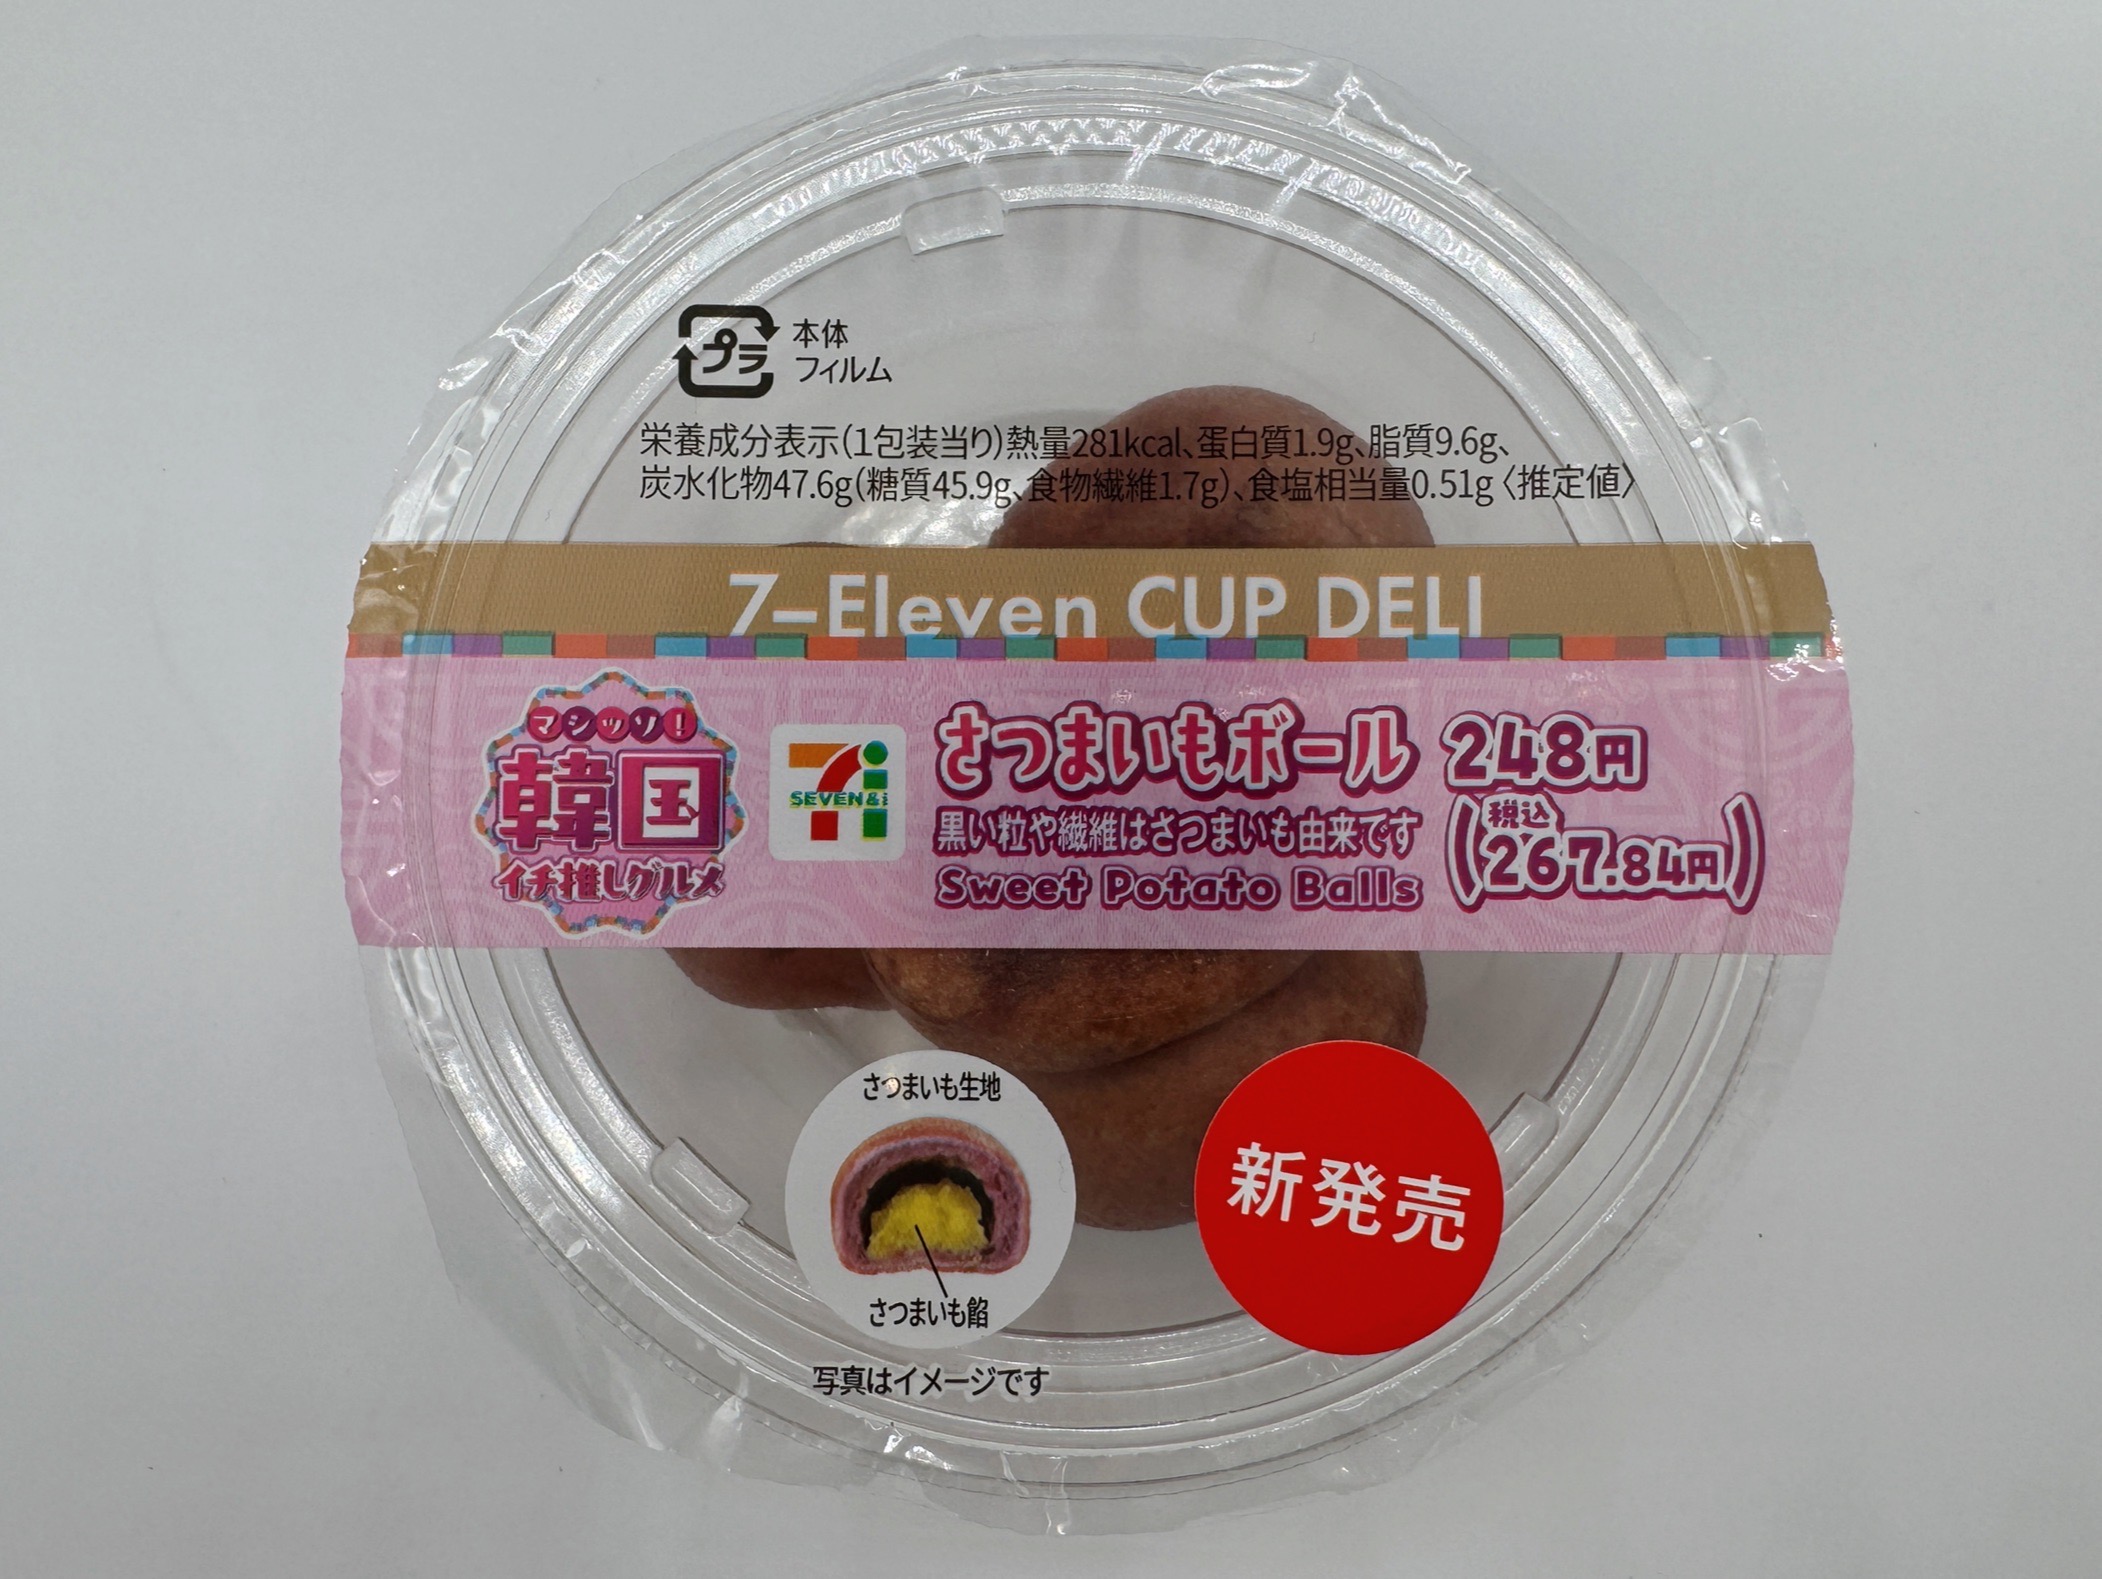 プラ
本体
フィルム
栄養成分表示(1包装当り)熱量281kcal、蛋白質1.9g、脂質9.6g、
炭水化物47.6g(糖質45.9g、食物繊維1.7g)、食塩相当量0.51g〈推定値〉
7-Eleven CUP DELI
マシッソ!
韓国
イチ推しグルメ
SEVEN&i
さつまいもボール
黒い粒や繊維はさつまいも由来です
Sweet Potato Balls
248円
(税込
267.84円)
さつまいも生地
さつまいも餡
写真はイメージです
新発売